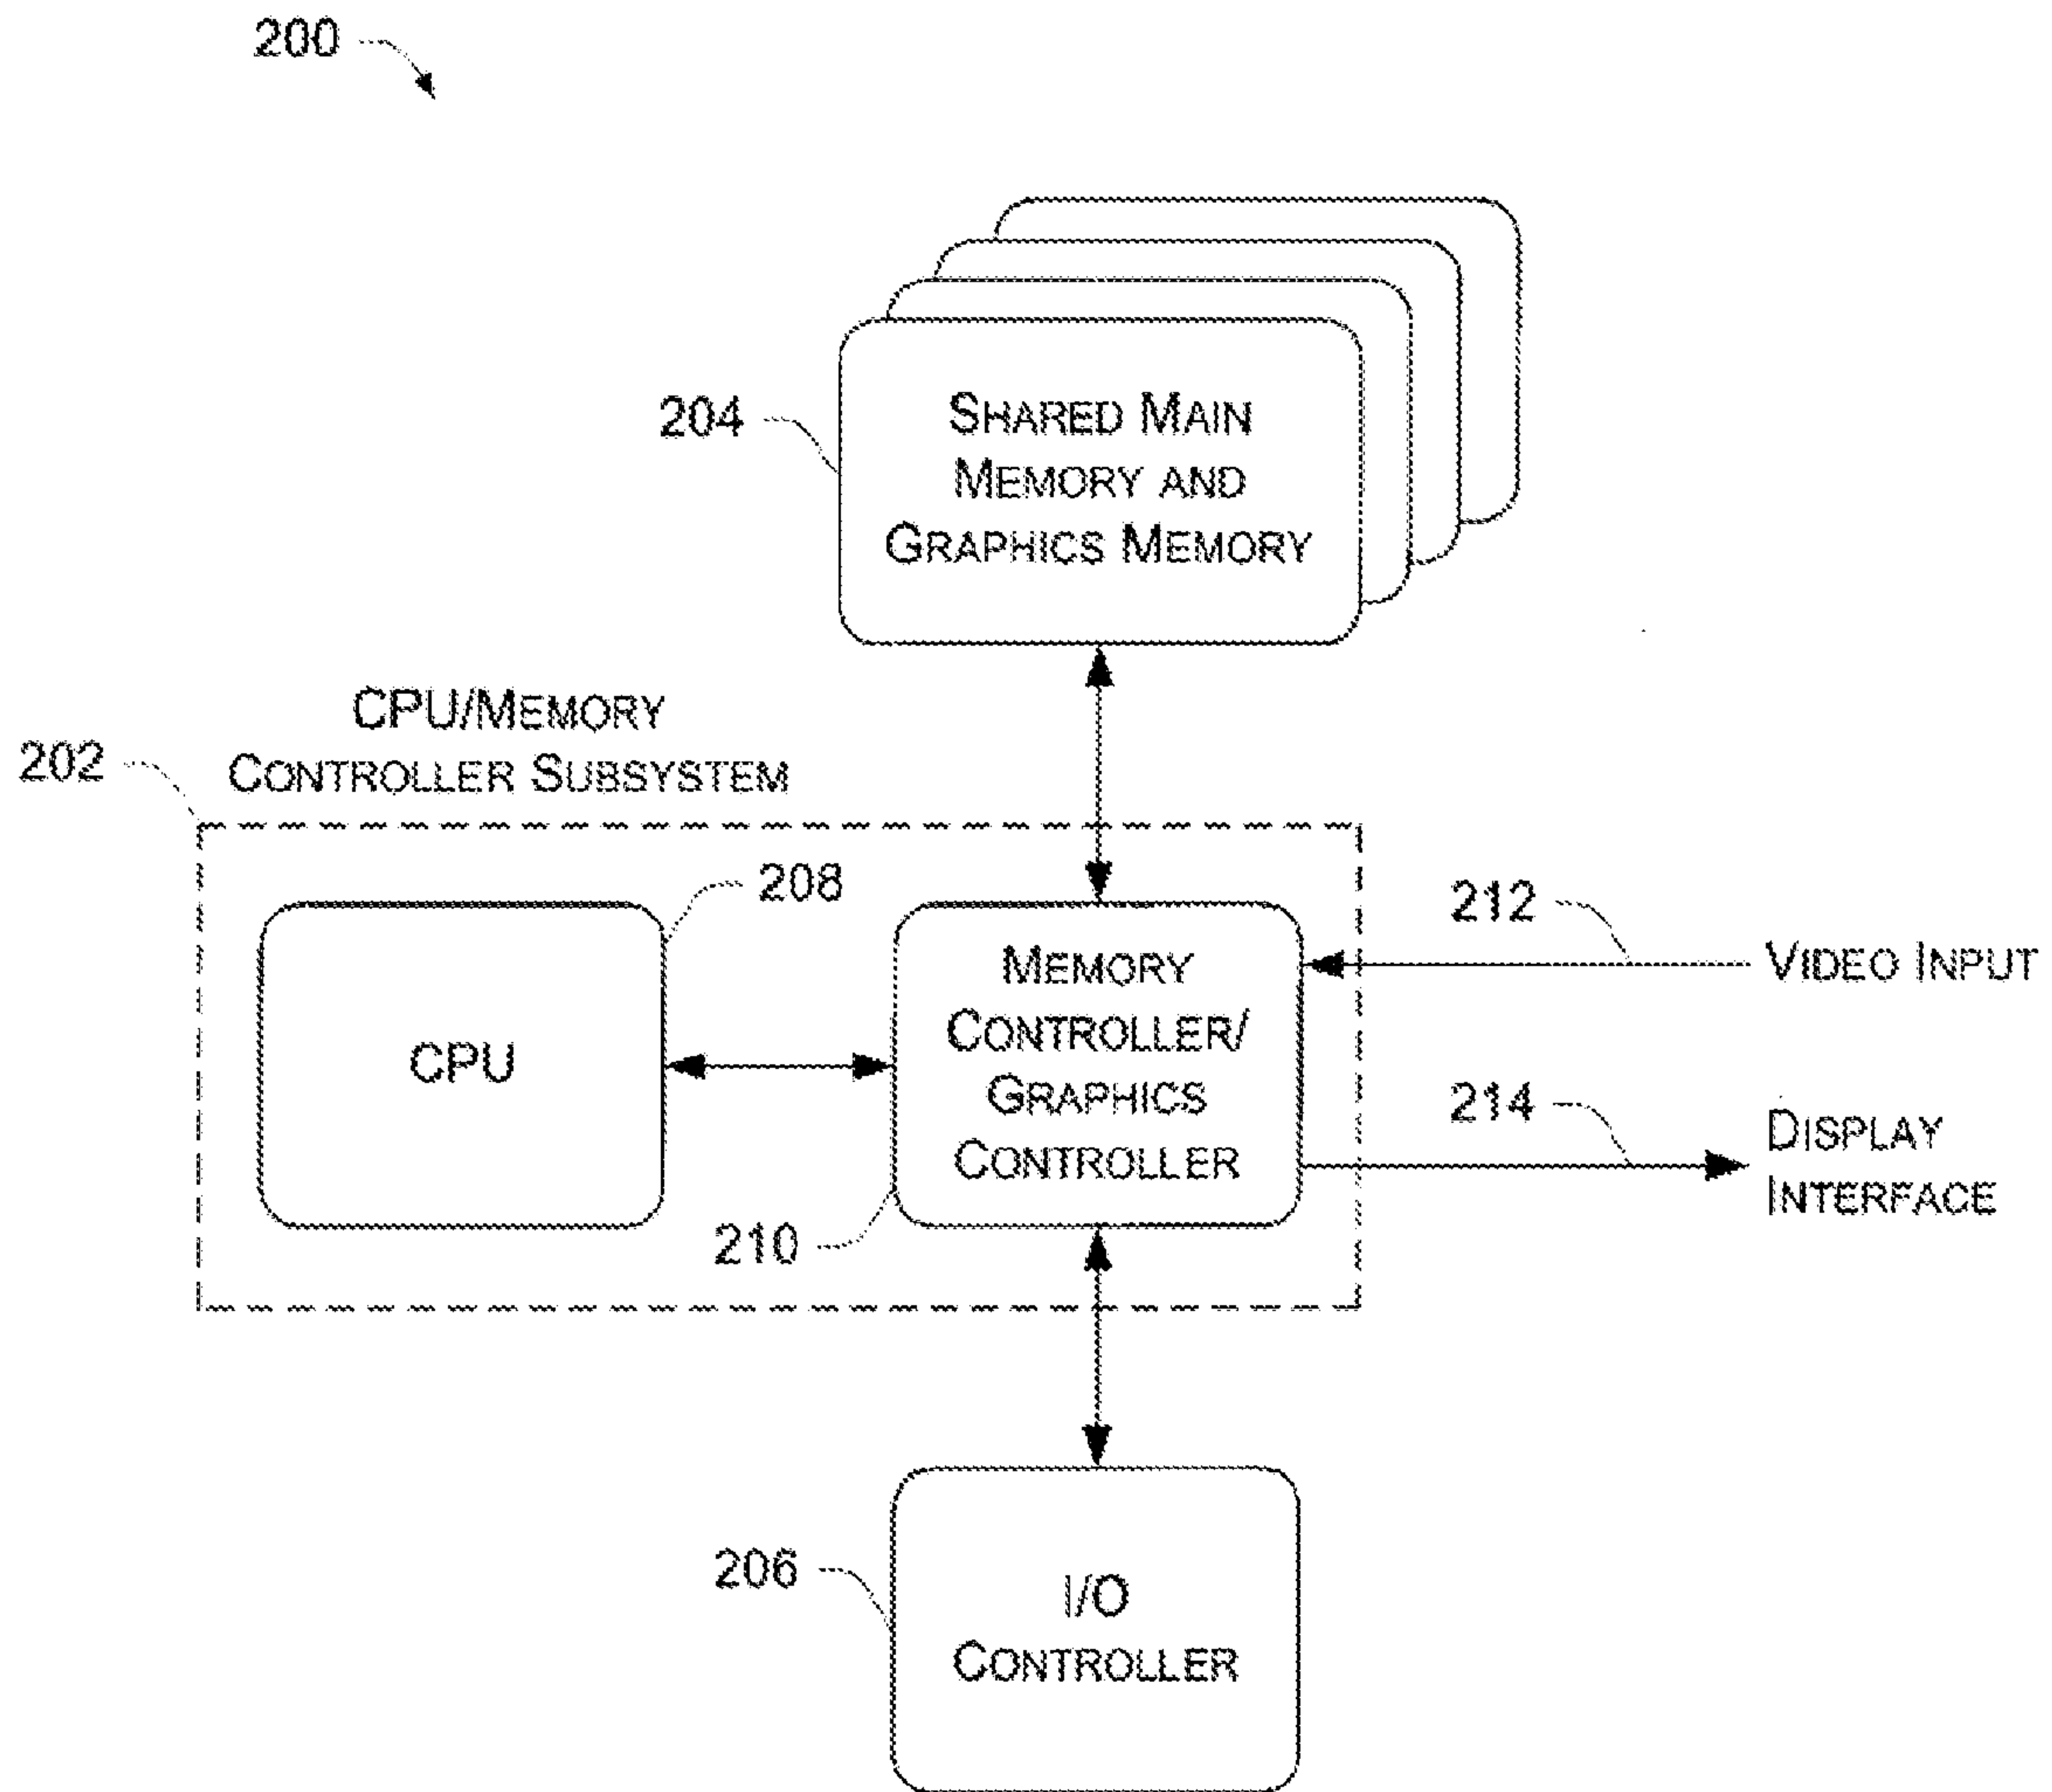 200
204
SHARED MAIN
MEMORY AND
GRAPHICS MEMORY
CPU/MEMORY
CONTROLLER SUBSYSTEM
202
208
CPU
MEMORY
CONTROLLER/
GRAPHICS
CONTROLLER
210
212
VIDEO INPUT
214
DISPLAY
INTERFACE
206
I/O
CONTROLLER